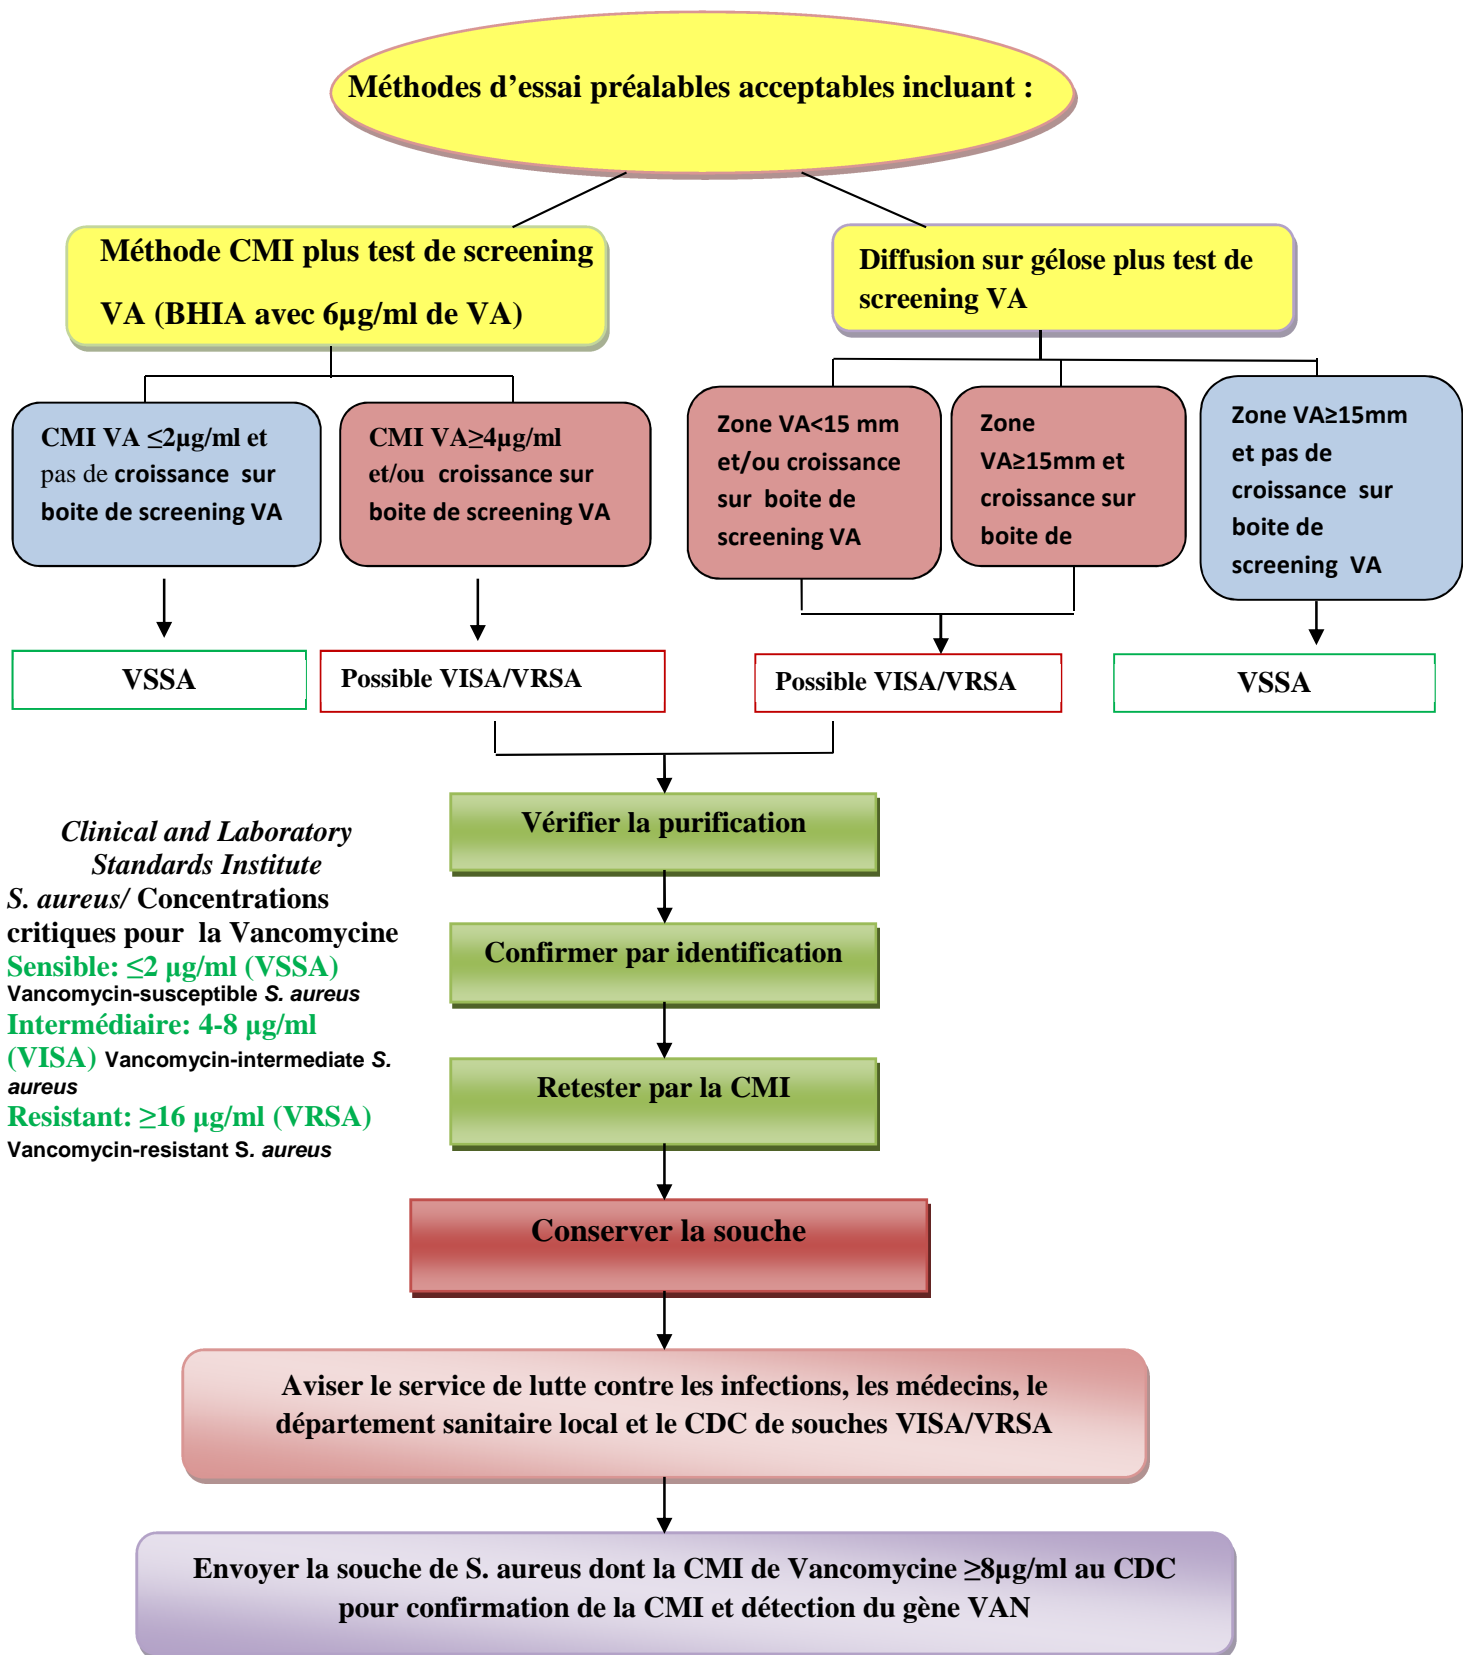 Méthodes d'essai préalables acceptables incluant :
Méthode CMI plus test de screening
VA (BHIA avec 6µg/ml de VA)
Diffusion sur gélose plus test de
screening VA
CMI VA ≤2µg/ml et
pas de croissance sur
boite de screening VA
CMI VA≥4µg/ml
et/ou croissance sur
boite de screening VA
Zone VA<15 mm
et/ou croissance
sur boite de
screening VA
Zone
VA≥15mm et
croissance sur
boite de
Zone VA≥15mm
et pas de
croissance sur
boite de
screening VA
VSSA
Possible VISA/VRSA
Possible VISA/VRSA
VSSA
Vérifier la purification
Clinical and Laboratory
Standards Institute
S. aureus/ Concentrations
critiques pour la Vancomycine
Sensible: ≤2 µg/ml (VSSA)
Vancomycin-susceptible S. aureus
Intermédiaire: 4-8 µg/ml
(VISA) Vancomycin-intermediate S.
aureus
Resistant: ≥16 µg/ml (VRSA)
Vancomycin-resistant S. aureus
Confirmer par identification
Retester par la CMI
Conserver la souche
Aviser le service de lutte contre les infections, les médecins, le
département sanitaire local et le CDC de souches VISA/VRSA
Envoyer la souche de S. aureus dont la CMI de Vancomycine ≥8µg/ml au CDC
pour confirmation de la CMI et détection du gène VAN